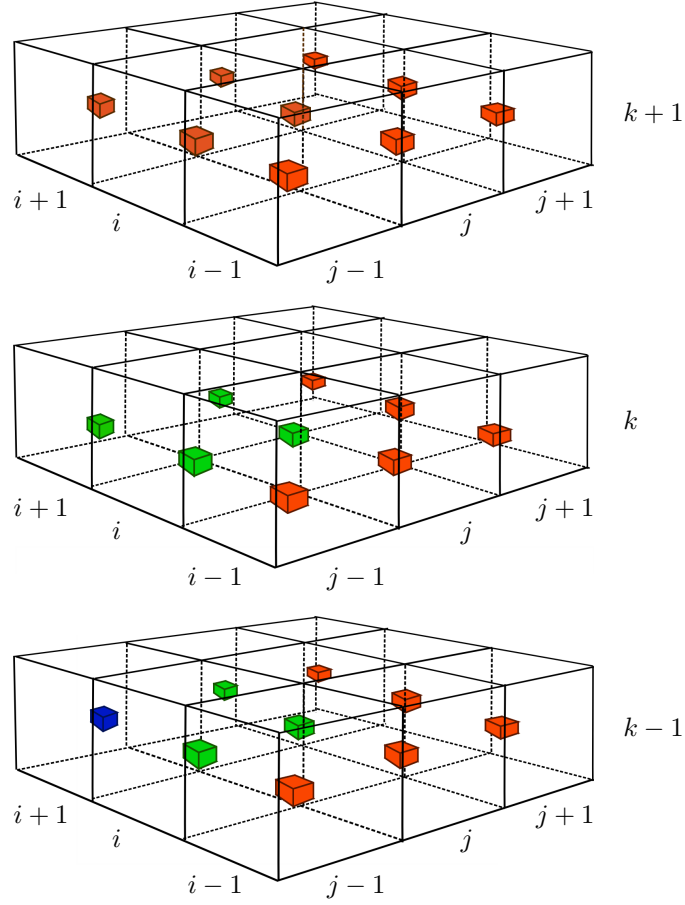 k + 1
i + 1
j + 1
i
j
i − 1
j − 1
k
i + 1
j + 1
i
j
i − 1
j − 1
k − 1
i + 1
j + 1
i
j
i − 1
j − 1